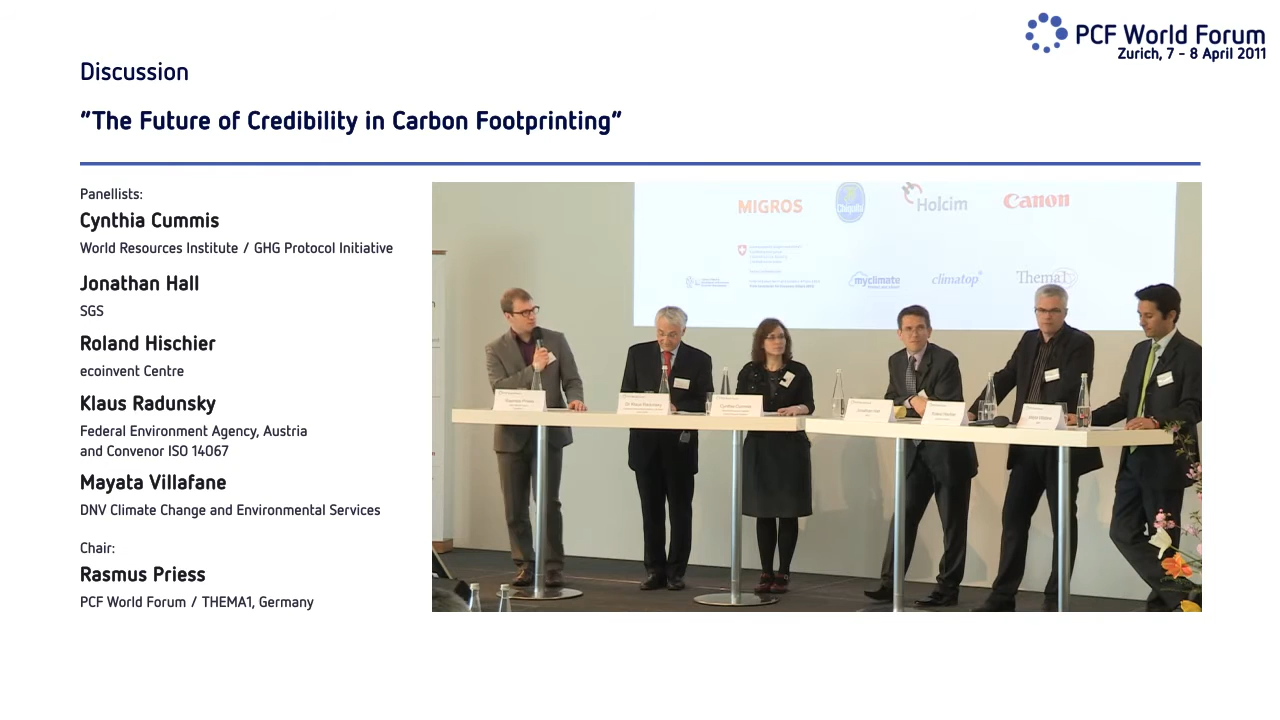 PCF World Forum
Zurich, 7 - 8 April 2011
Discussion
"The Future of Credibility in Carbon Footprinting"
Panellists:
Cynthia Cummis
World Resources Institute / GHG Protocol Initiative
Jonathan Hall
SGS
Roland Hischier
ecoinvent Centre
Klaus Radunsky
Federal Environment Agency, Austria
and Convenor ISO 14067
Mayata Villafane
DNV Climate Change and Environmental Services
Chair:
Rasmus Priess
PCF World Forum / THEMA1, Germany
MIGROS
Chiquita
Holcim
Canon
myclimate
climatop
Thema1